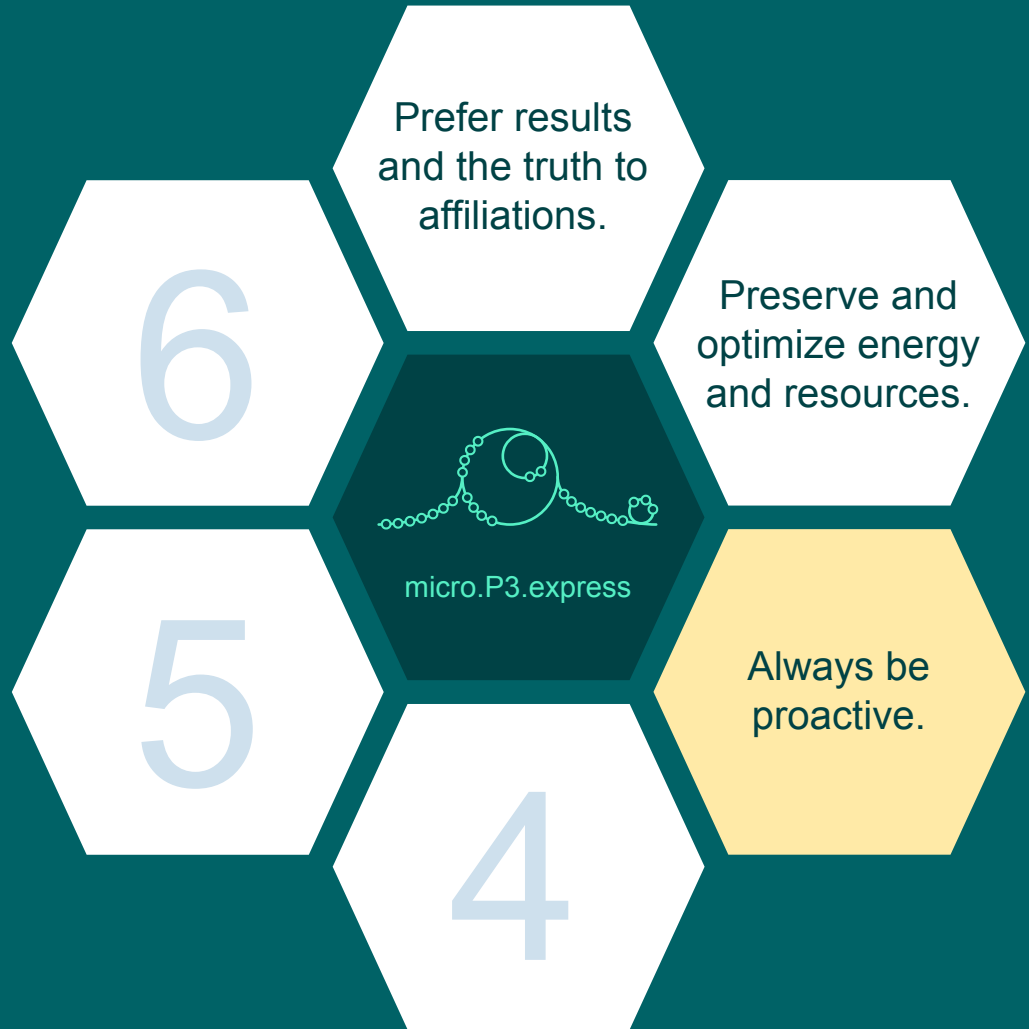 Prefer results
and the truth to
affiliations.
Preserve and
optimize energy
and resources.
Always be
proactive.
4
5
6
micro.P3.express